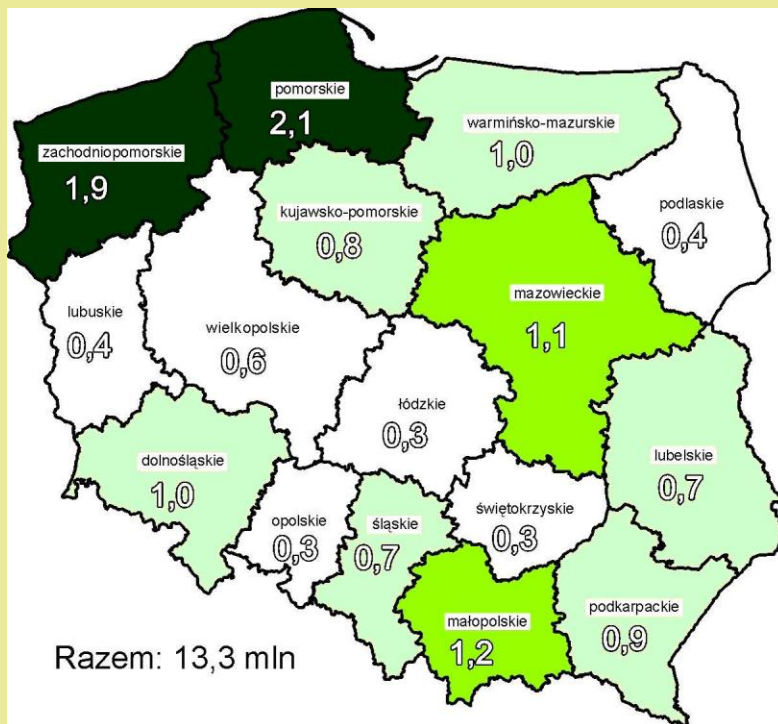 pomorskie
2,1
warmińsko-mazurskie
1,0
zachodniopomorskie
1,9
kujawsko-pomorskie
0,8
podlaskie
0,4
mazowieckie
1,1
lubuskie
0,4
wielkopolskie
0,6
łódzkie
0,3
lubelskie
0,7
dolnośląskie
1,0
opolskie
0,3
śląskie
0,7
świętokrzyskie
0,3
małopolskie
1,2
podkarpackie
0,9
Razem: 13,3 mln